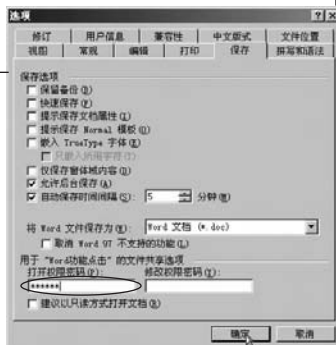 选项
修订 用户信息 兼容性 中文版式 文件位置
视图 常规 编辑 打印 保存 拼写和语法
保存选项
保留备份(B)
快速保存(F)
提示保存文档属性(I)
提示保存 Normal 模板(O)
嵌入 TrueType 字体(E)
只嵌入所用字符(T)
仅保存窗体域内容(D)
允许后台保存(A)
自动保存时间间隔(S): 5 分钟(M)
将 Word 文件保存为(W): Word 文档 (*.doc)
取消 Word 97 不支持的功能(L)
用于 "Word功能点击" 的文件共享选项
打开权限密码(P): 修改权限密码(Y):
******
建议以只读方式打开文档(R)
确定 取消